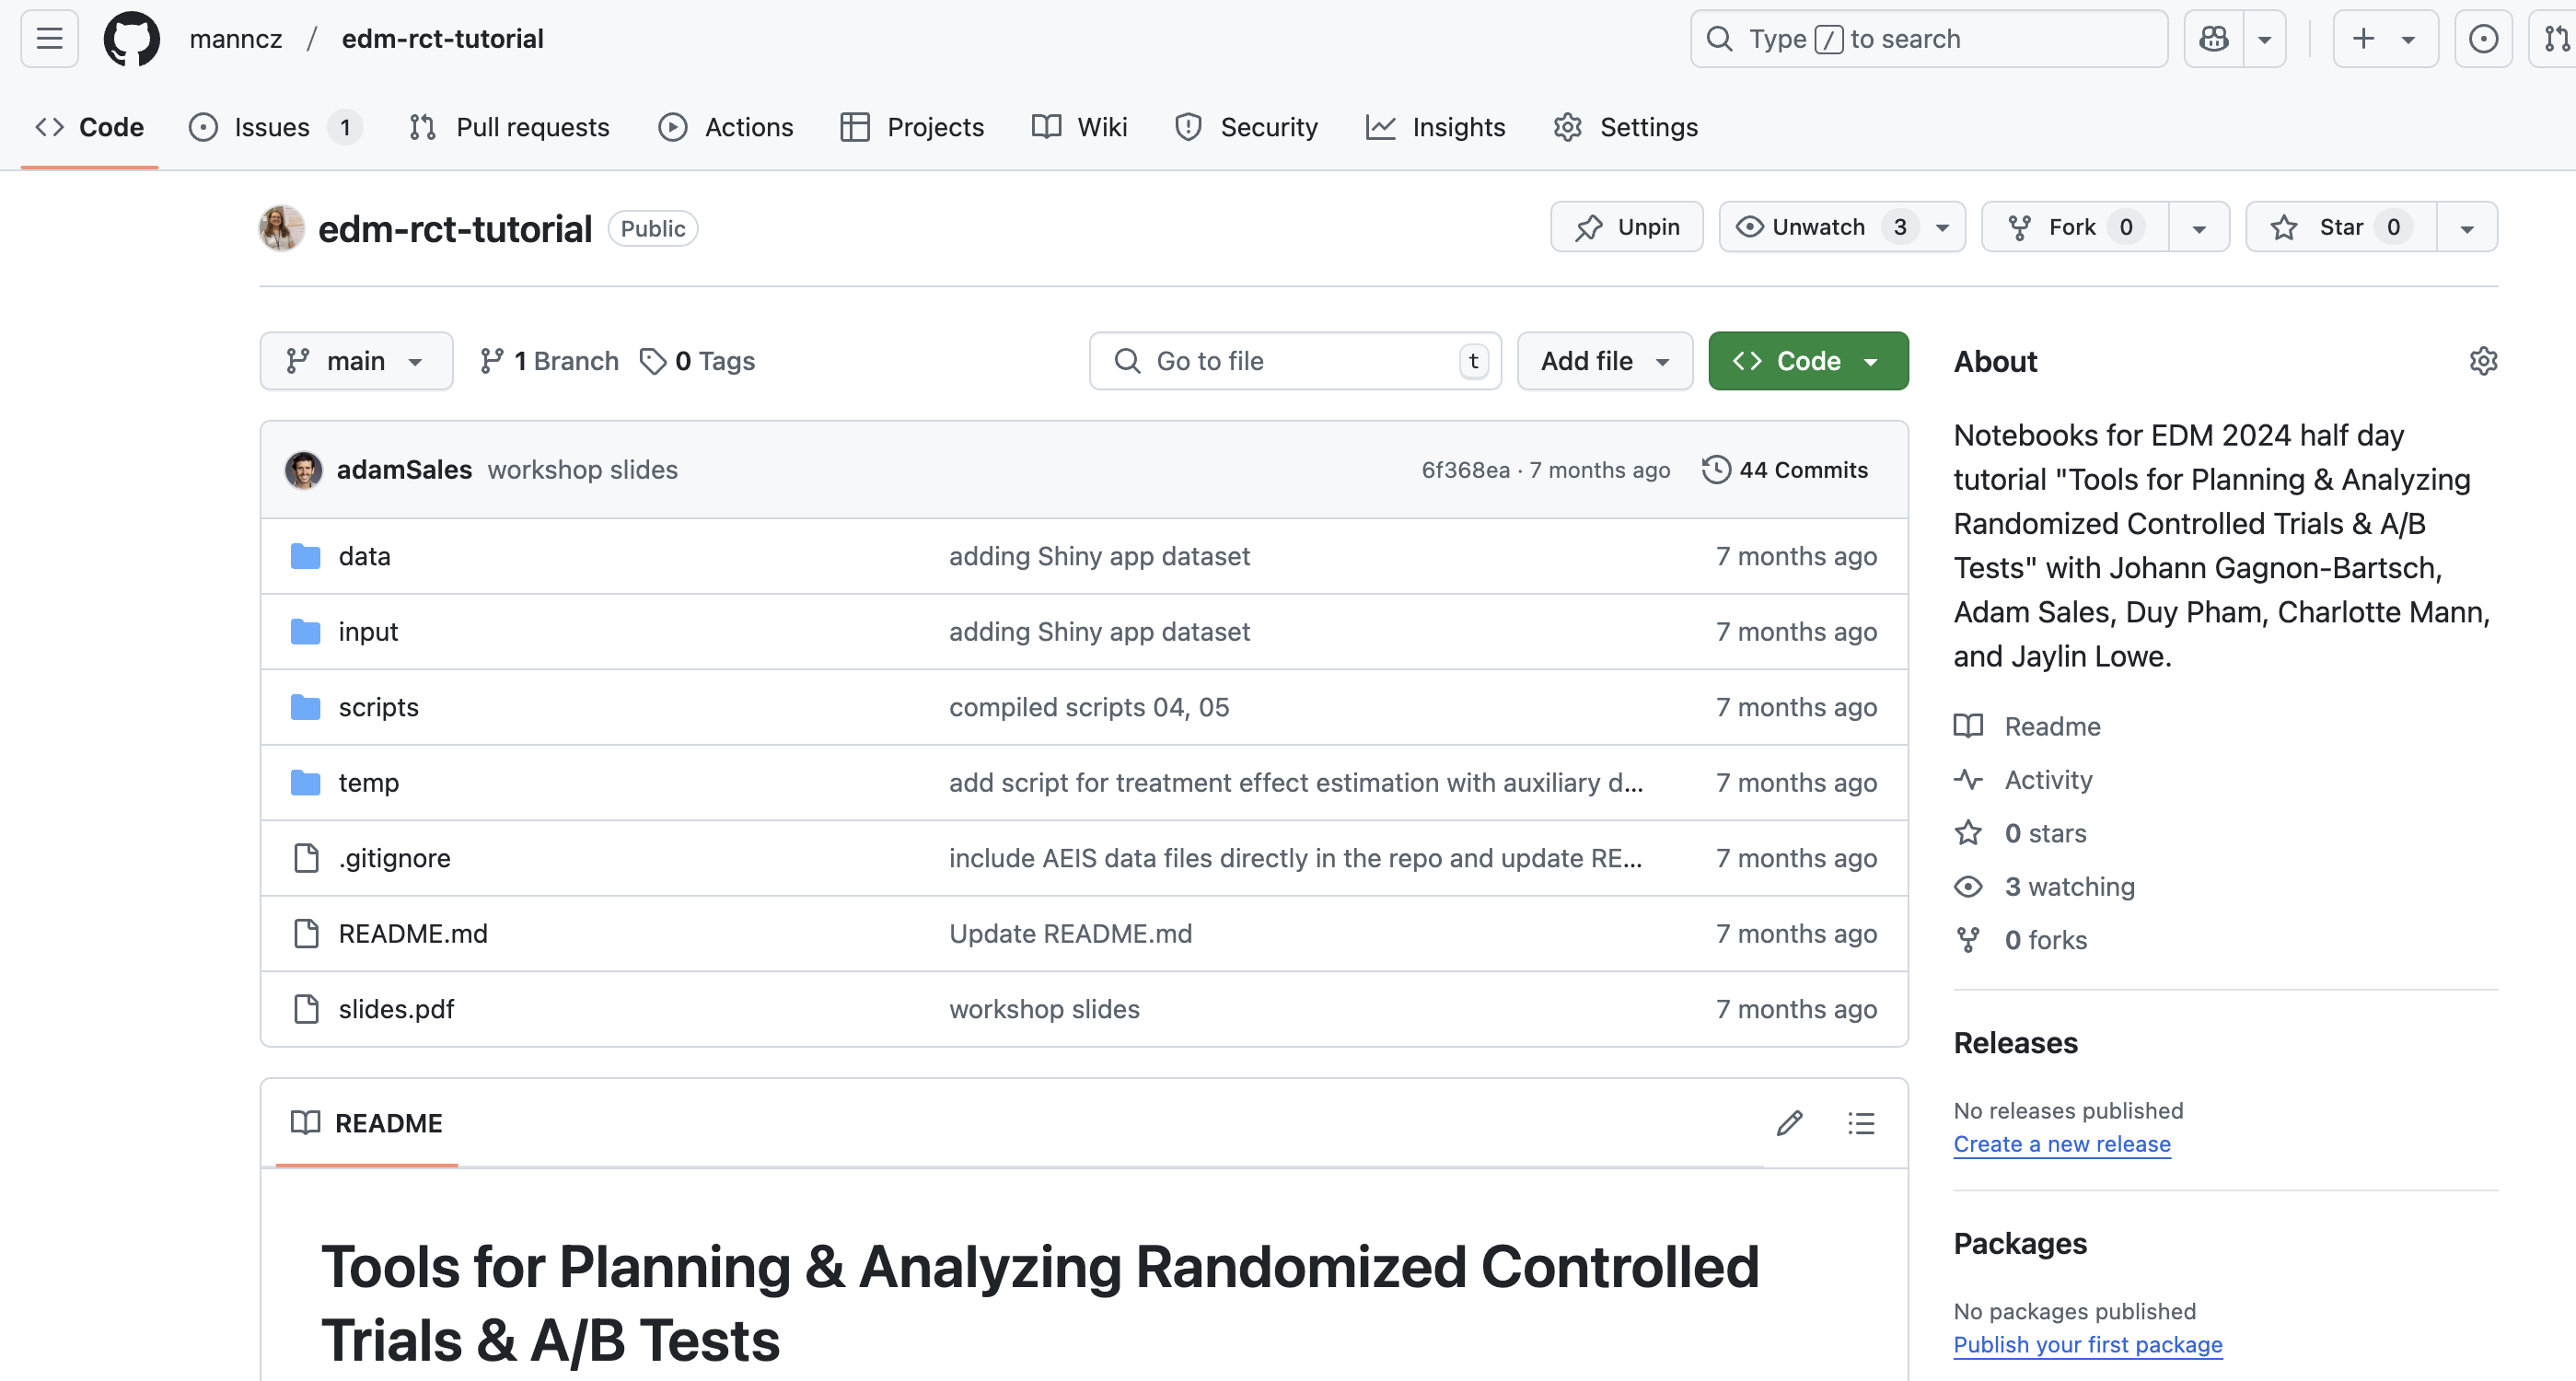 manncz / edm-rct-tutorial
Type / to search
Code Issues 1 Pull requests Actions Projects Wiki Security Insights Settings
edm-rct-tutorial Public
Unpin Unwatch 3 Fork 0 Star 0
main 1 Branch 0 Tags
Go to file t Add file Code
adamSales workshop slides 6f368ea · 7 months ago 44 Commits
data adding Shiny app dataset 7 months ago
input adding Shiny app dataset 7 months ago
scripts compiled scripts 04, 05 7 months ago
temp add script for treatment effect estimation with auxiliary d... 7 months ago
.gitignore include AEIS data files directly in the repo and update RE... 7 months ago
README.md Update README.md 7 months ago
slides.pdf workshop slides 7 months ago
README
Tools for Planning & Analyzing Randomized Controlled
Trials & A/B Tests
About
Notebooks for EDM 2024 half day
tutorial "Tools for Planning & Analyzing
Randomized Controlled Trials & A/B
Tests" with Johann Gagnon-Bartsch,
Adam Sales, Duy Pham, Charlotte Mann,
and Jaylin Lowe.
Readme
Activity
0 stars
3 watching
0 forks
Releases
No releases published
Create a new release
Packages
No packages published
Publish your first package